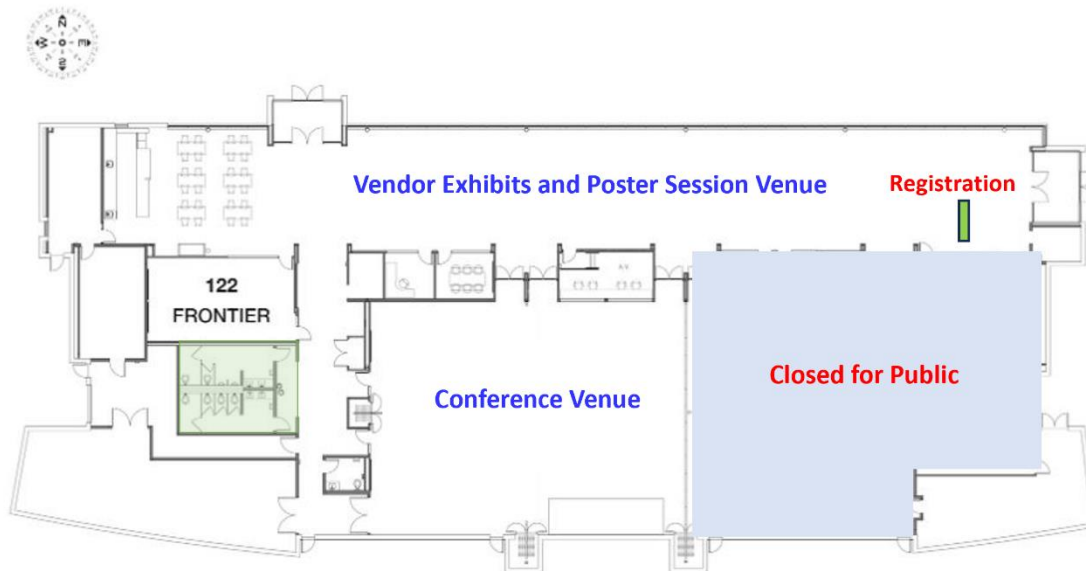 N
W E
S
Vendor Exhibits and Poster Session Venue
Registration
122
FRONTIER
Conference Venue
Closed for Public